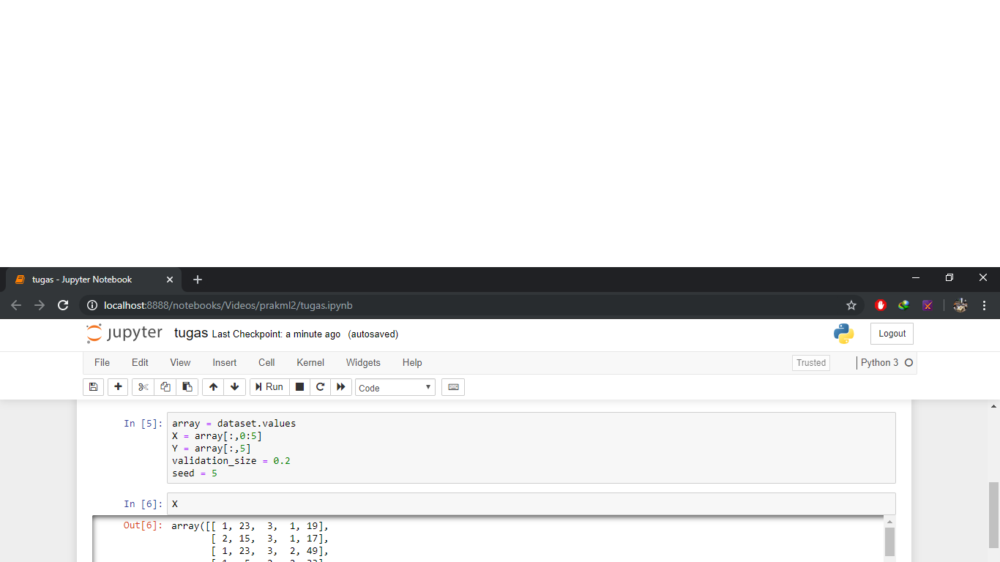 tugas - Jupyter Notebook
localhost:8888/notebooks/Videos/prakml2/tugas.ipynb
jupyter tugas Last Checkpoint: a minute ago (autosaved)
Logout
File Edit View Insert Cell Kernel Widgets Help
Trusted Python 3
Run Code
In [5]: array = dataset.values
X = array[:,0:5]
Y = array[:,5]
validation_size = 0.2
seed = 5
In [6]: X
Out[6]: array([[ 1, 23,  3,  1, 19],
[ 2, 15,  3,  1, 17],
[ 1, 23,  3,  2, 49],